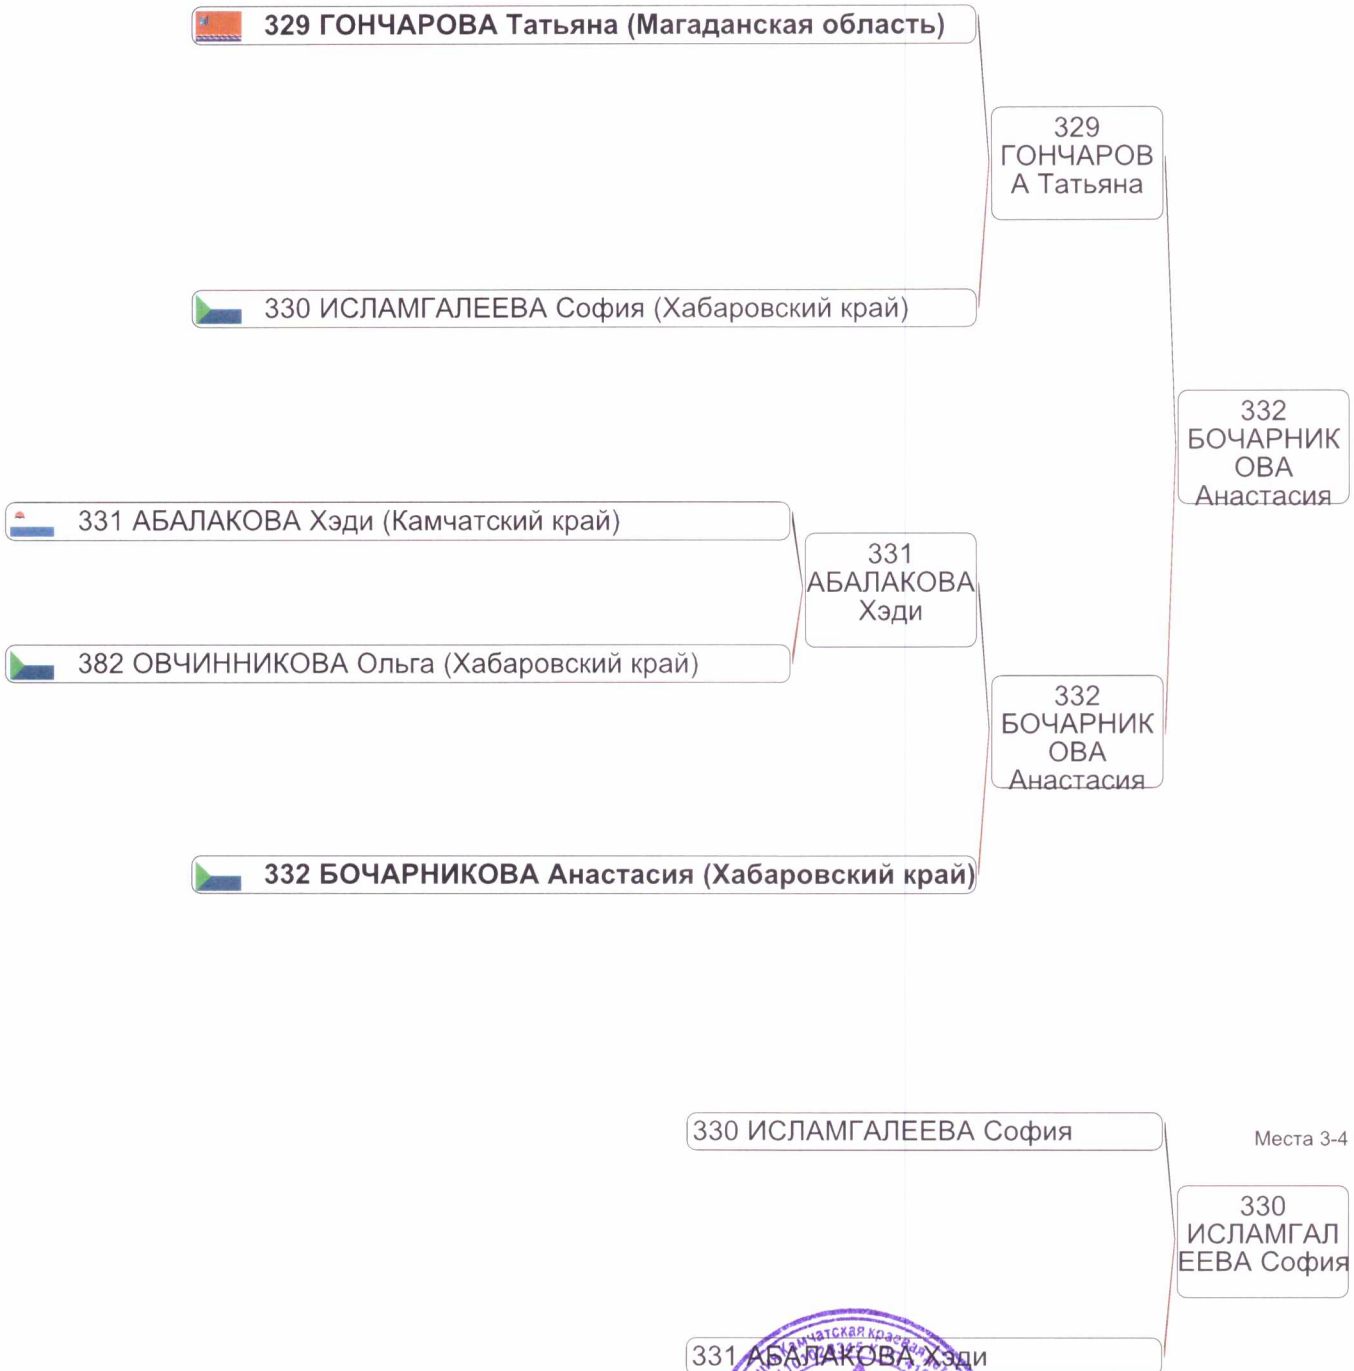 329 ГОНЧАРОВА Татьяна (Магаданская область)
329
ГОНЧАРОВ
А Татьяна
330 ИСЛАМГАЛЕЕВА София (Хабаровский край)
332
БОЧАРНИК
ОВА
Анастасия
331 АБАЛАКОВА Хэди (Камчатский край)
331
АБАЛАКОВА
Хэди
382 ОВЧИННИКОВА Ольга (Хабаровский край)
332
БОЧАРНИК
ОВА
Анастасия
332 БОЧАРНИКОВА Анастасия (Хабаровский край)
330 ИСЛАМГАЛЕЕВА София
Места 3-4
330
ИСЛАМГАЛ
ЕЕВА София
Камчатская краевая
331 АБАЛАКОВА Хэди